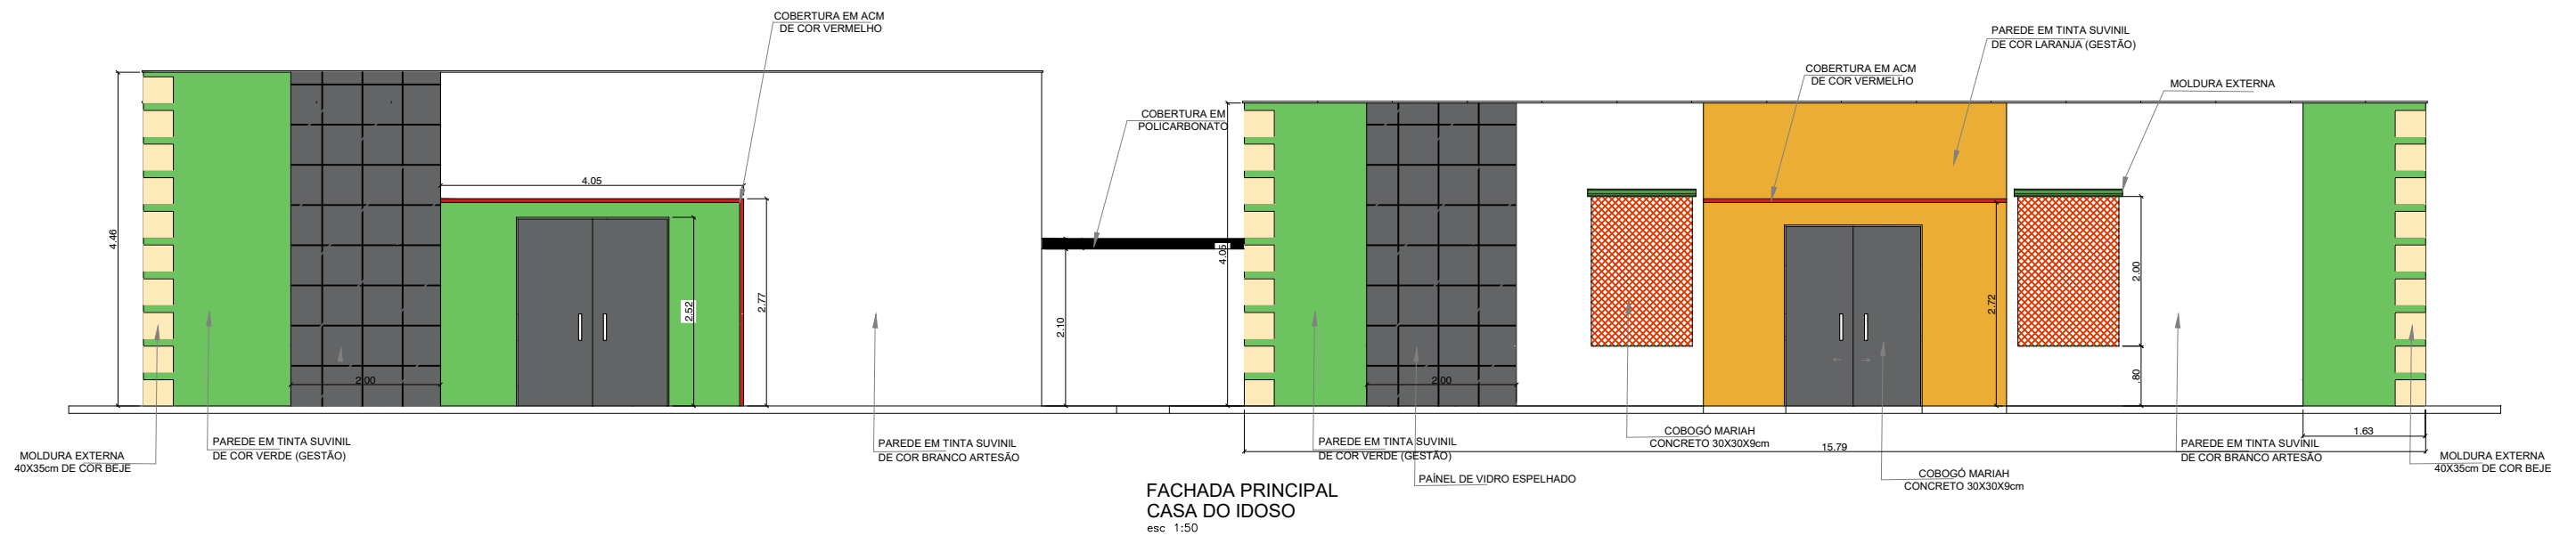 COBERTURA EM ACM
DE COR VERMELHO
PAREDE EM TINTA SUVINIL
DE COR LARANJA (GESTÃO)
COBERTURA EM ACM
DE COR VERMELHO
MOLDURA EXTERNA
COBERTURA EM
POLICARBONATO
4.05
4.46
2.00
2.52
2.77
2.10
4.05
2.00
2.72
2.00
.80
1.63
15.79
MOLDURA EXTERNA
40X35cm DE COR BEJE
PAREDE EM TINTA SUVINIL
DE COR VERDE (GESTÃO)
PAREDE EM TINTA SUVINIL
DE COR BRANCO ARTESÃO
PAREDE EM TINTA SUVINIL
DE COR VERDE (GESTÃO)
PAÍNEL DE VIDRO ESPELHADO
COBOGÓ MARIAH
CONCRETO 30X30X9cm
COBOGÓ MARIAH
CONCRETO 30X30X9cm
PAREDE EM TINTA SUVINIL
DE COR BRANCO ARTESÃO
MOLDURA EXTERNA
40X35cm DE COR BEJE
FACHADA PRINCIPAL
CASA DO IDOSO
esc 1:50